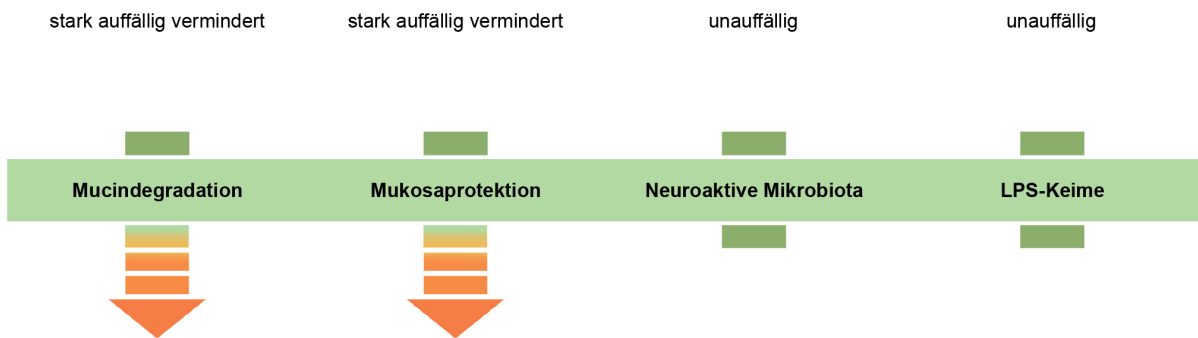 stark auffällig vermindert
stark auffällig vermindert
unauffällig
unauffällig
Mucindegradation
Mukosaprotektion
Neuroaktive Mikrobiota
LPS-Keime